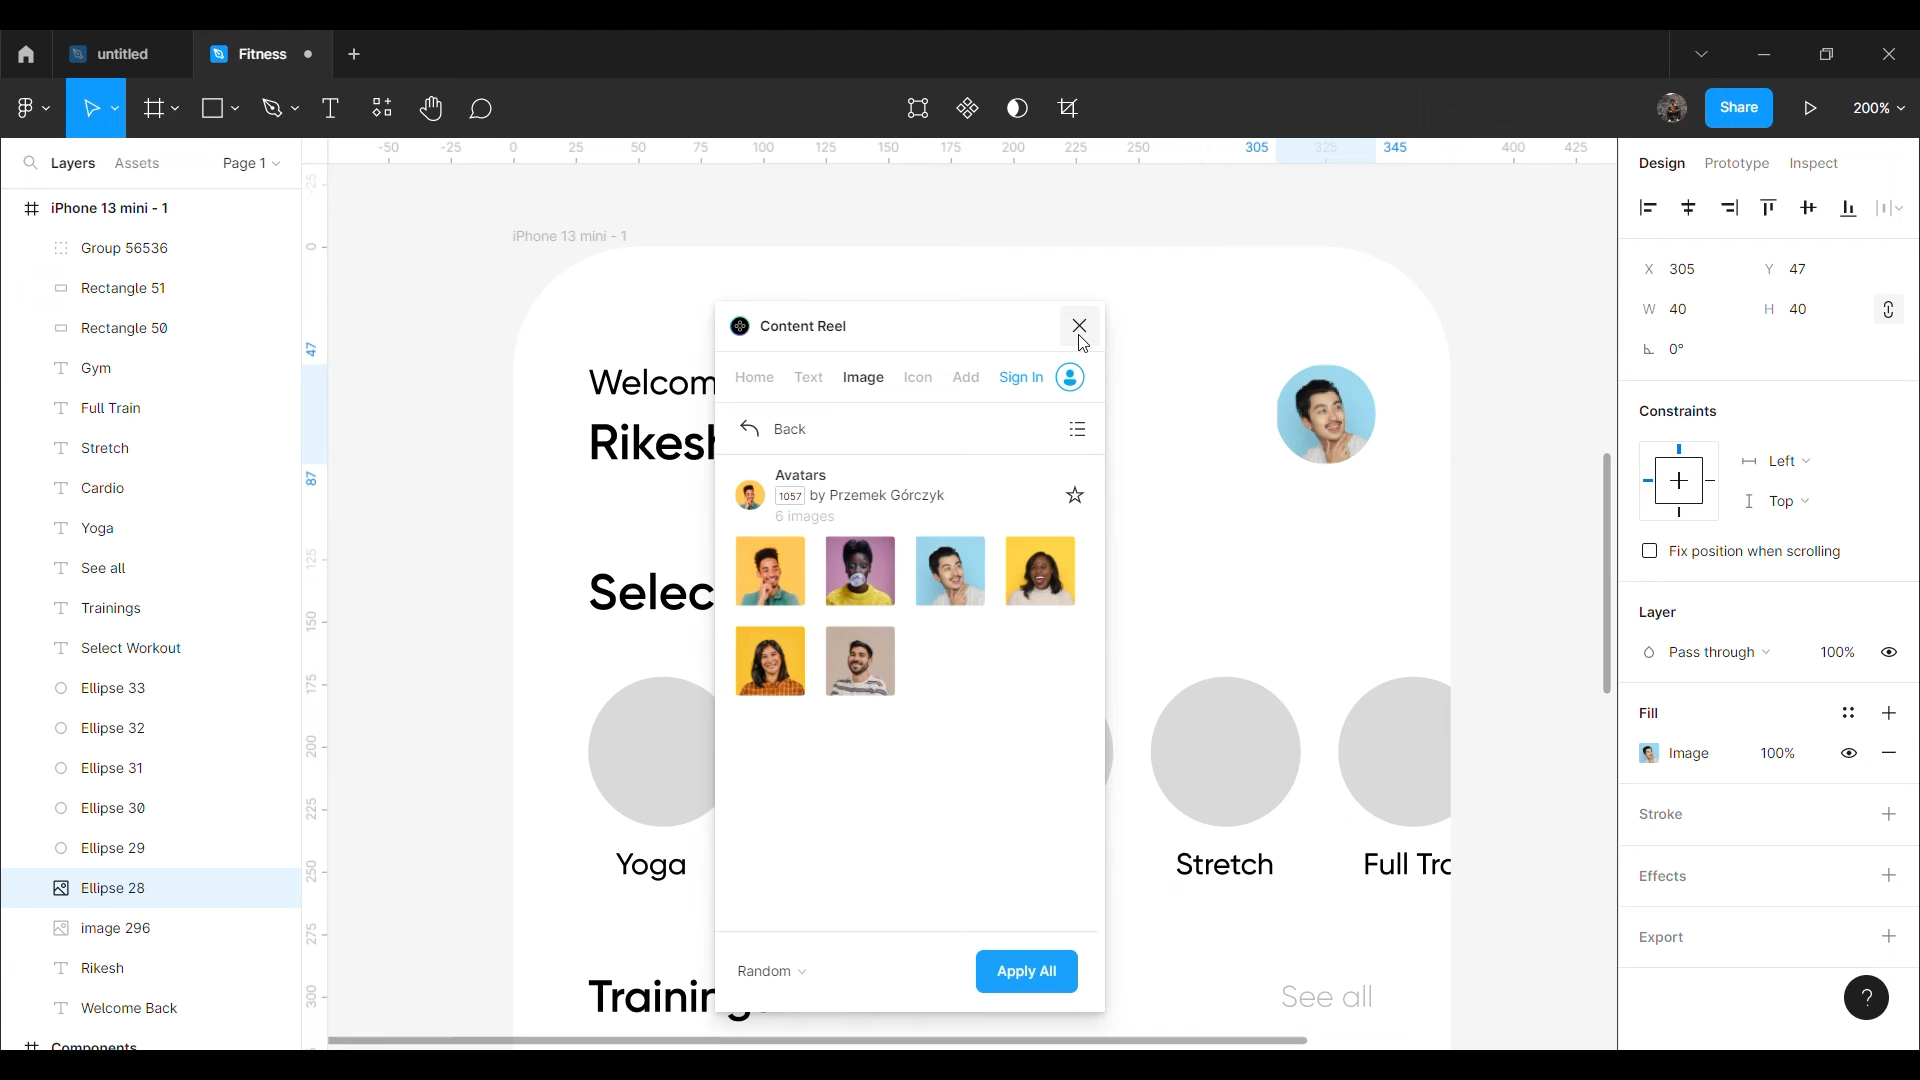 untitled
Fitness
Share
200%
Layers Assets Page 1
-50 -25 0 25 50 75 100 125 150 175 200 225 250 305 325 345 400 425
Design Prototype Inspect
iPhone 13 mini - 1
Group 56536
Rectangle 51
Rectangle 50
Gym
Full Train
Stretch
Cardio
Yoga
See all
Trainings
Select Workout
Ellipse 33
Ellipse 32
Ellipse 31
Ellipse 30
Ellipse 29
Ellipse 28
image 296
Rikesh
Welcome Back
Components
-25
0
47
87
125
150
175
200
225
250
275
300
iPhone 13 mini - 1
Welcom
Rikesh
Selec
Yoga
Stretch
Full Tra
Training
See all
Content Reel
Home Text Image Icon Add Sign In
Back
Avatars
1057 by Przemek Górczyk
6 images
Random
Apply All
X 305 Y 47
W 40 H 40
0°
Constraints
Left
Top
Fix position when scrolling
Layer
Pass through 100%
Fill
Image 100%
Stroke
Effects
Export
?